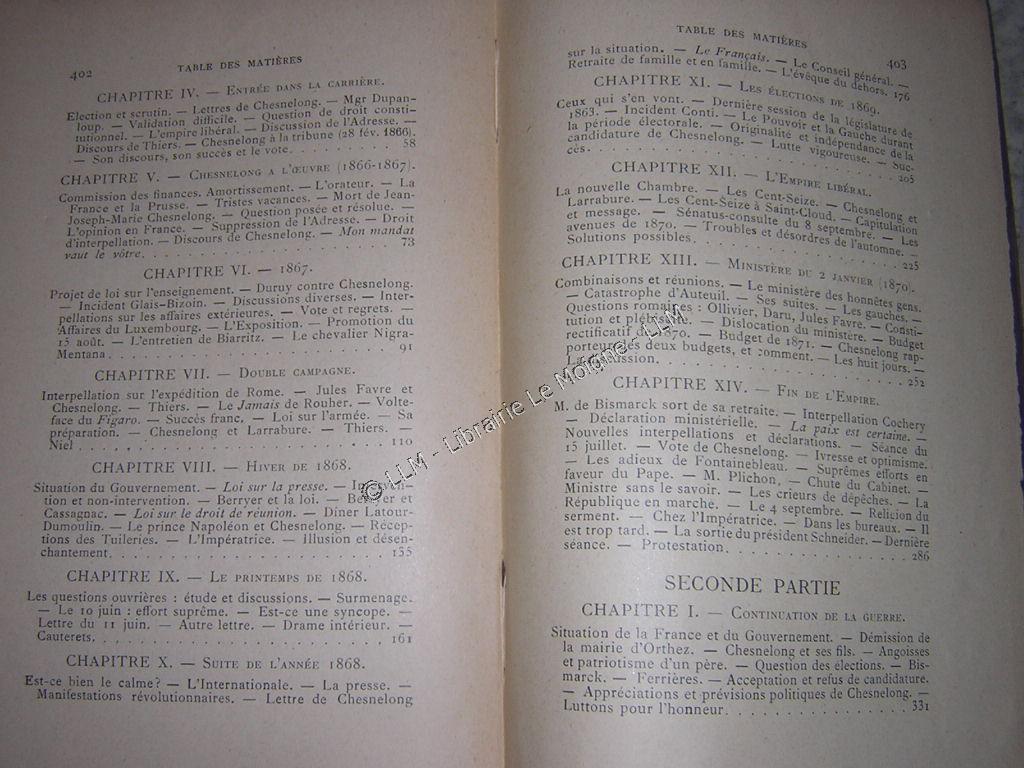 402
TABLE DES MATIÈRES
CHAPITRE IV. — ENTRÉE DANS LA CARRIÈRE.
Election et scrutin. — Lettres de Chesnelong. — Mgr Dupan-
loup. — Validation difficile. — Question de droit consti-
tutionnel. — L'empire libéral. — Discussion de l'Adresse. —
Discours de Thiers. — Chesnelong à la tribune (28 fév. 1866).
— Son discours, son succès et le vote. 58
CHAPITRE V. — CHESNELONG A L'ŒUVRE (1866-1867).
Commission des finances. Amortissement. — L'orateur. — La
France et la Prusse. — Tristes vacances. — Mort de Jean-
Joseph-Marie Chesnelong. — Question posée et résolue. —
L'opinion en France. — Suppression de l'Adresse. — Droit
d'interpellation. — Discours de Chesnelong. — Mon mandat
vaut le vôtre. 73
CHAPITRE VI. — 1867.
Projet de loi sur l'enseignement. — Duruy contre Chesnelong.
— Incident Glais-Bizoin. — Discussions diverses. — Inter-
pellations sur les affaires extérieures. — Vote et regrets. —
Affaires du Luxembourg. — L'Exposition. — Promotion du
15 août. — L'entretien de Biarritz. — Le chevalier Nigra-
Mentana. 91
CHAPITRE VII. — DOUBLE CAMPAGNE.
Interpellation sur l'expédition de Rome. — Jules Favre et
Chesnelong. — Thiers. — Le Jamais de Rouher. — Volte-
face du Figaro. — Succès franc. — Loi sur l'armée. — Sa
préparation. — Chesnelong et Larrabure. — Thiers. —
Niel 110
CHAPITRE VIII. — HIVER DE 1868.
Situation du Gouvernement. — Loi sur la presse. — Interven-
tion et non-intervention. — Berryer et la loi. — Berryer et
Cassagnac. — Loi sur le droit de réunion. — Dîner Latour-
Dumoulin. — Le prince Napoléon et Chesnelong. — Récep-
tions des Tuileries. — L'Impératrice. — Illusion et désen-
chantement. 135
CHAPITRE IX. — LE PRINTEMPS DE 1868.
Les questions ouvrières : étude et discussions. — Surmenage.
— Le 10 juin : effort suprême. — Est-ce une syncope. —
Lettre du 11 juin. — Autre lettre. — Drame intérieur. —
Cauterets. 161
CHAPITRE X. — SUITE DE L'ANNÉE 1868.
Est-ce bien le calme? — L'Internationale. — La presse. —
Manifestations révolutionnaires. — Lettre de Chesnelong
TABLE DES MATIÈRES
403
sur la situation. — Le Français. — Le Conseil général. —
Retraite de famille et en famille. — L'évêque du dehors. 176
CHAPITRE XI. — LES ÉLECTIONS DE 1869.
Ceux qui s'en vont. — Dernière session de la législature de
1863. — Incident Conti. — Le Pouvoir et la Gauche durant
la période électorale. — Originalité et indépendance de la
candidature de Chesnelong. — Lutte vigoureuse. — Suc-
cès. 205
CHAPITRE XII. — L'EMPIRE LIBÉRAL.
La nouvelle Chambre. — Les Cent-Seize. — Chesnelong et
Larrabure. — Les Cent-Seize à Saint-Cloud. — Capitulation
et message. — Sénatus-consulte du 8 septembre. — Les
avenues de 1870. — Troubles et désordres de l'automne. —
Solutions possibles. 225
CHAPITRE XIII. — MINISTÈRE DU 2 JANVIER (1870).
Combinaisons et réunions. — Le ministère des honnêtes gens.
— Catastrophe d'Auteuil. — Ses suites. — Les gauches. —
Questions romaines : Ollivier, Daru, Jules Favre. — Consti-
tution et plébiscite. — Dislocation du ministère. — Budget
rectificatif de 1870. — Budget de 1871. — Chesnelong rap-
porteur des deux budgets, et comment. — Les huit jours. —
La démission. 252
CHAPITRE XIV. — FIN DE L'EMPIRE.
M. de Bismarck sort de sa retraite. — Interpellation Cochery
— Déclaration ministérielle. — La paix est certaine. —
Nouvelles interpellations et déclarations. — Séance du
15 juillet. — Vote de Chesnelong. — Ivresse et optimisme.
— Les adieux de Fontainebleau. — Suprêmes efforts en
faveur du Pape. — M. Plichon. — Chute du Cabinet. —
Ministre sans le savoir. — Les crieurs de dépêches. — La
République en marche. — Le 4 septembre. — Religion du
serment. — Chez l'Impératrice. — Dans les bureaux. — Il
est trop tard. — La sortie du président Schneider. — Dernière
séance. — Protestation. 286
SECONDE PARTIE
CHAPITRE I. — CONTINUATION DE LA GUERRE.
Situation de la France et du Gouvernement. — Démission de
la mairie d'Orthez. — Chesnelong et ses fils. — Angoisses
et patriotisme d'un père. — Question des élections. — Bis-
marck. — Ferrières. — Acceptation et refus de candidature.
— Appréciations et prévisions politiques de Chesnelong. —
Luttons pour l'honneur. 331
© LLM - Librairie Le Moigne - LLM